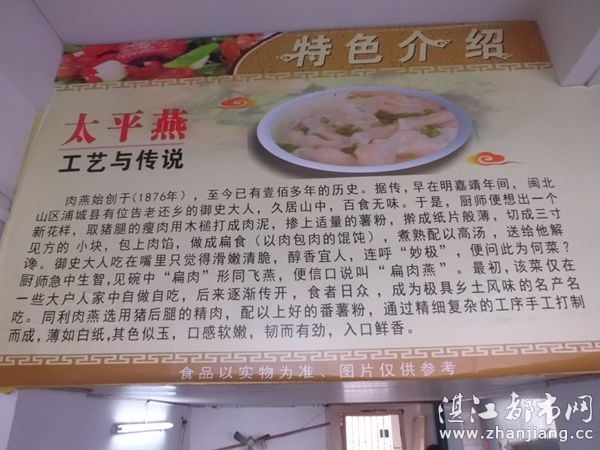 特色介绍
太平燕
工艺与传说
肉燕始创于(1876年)，至今已有壹佰多年的历史。据传，早在明嘉靖年间，闽北
山区浦城县有位告老还乡的御史大人，久居山中，百食无味。于是，厨师便想出一个
新花样，取猪腿的瘦肉用木槌打成肉泥，掺上适量的薯粉，擀成纸片般薄，切成三寸
见方的 小块，包上肉馅，做成扁食（以肉包肉的馄饨），煮熟配以高汤，送给他解
馋。御史大人吃在嘴里只觉得滑嫩清脆，醇香宜人，连呼“妙极”，便问此为何菜？
厨师急中生智,见碗中“扁肉”形同飞燕，便信口说叫“扁肉燕”。最初，该菜仅在
一些大户人家中自做自吃，后来逐渐传开，食者日众，成为极具乡土风味的名产名
吃。同利肉燕选用猪后腿的精肉，配以上好的番薯粉，通过精细复杂的工序手工打制
而成,薄如白纸,其色似玉，口感软嫩，韧而有劲，入口鲜香。
食品以实物为准、图片仅供参考
湛江都市网
www.zhanjiang.cc